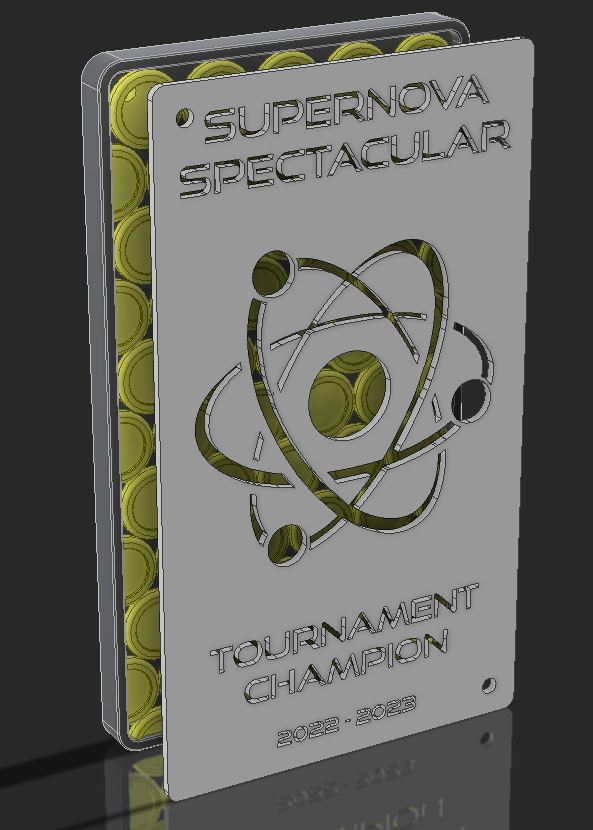 SUPERNOVA
SPECTACULAR
TOURNAMENT
CHAMPION
2022 - 2023